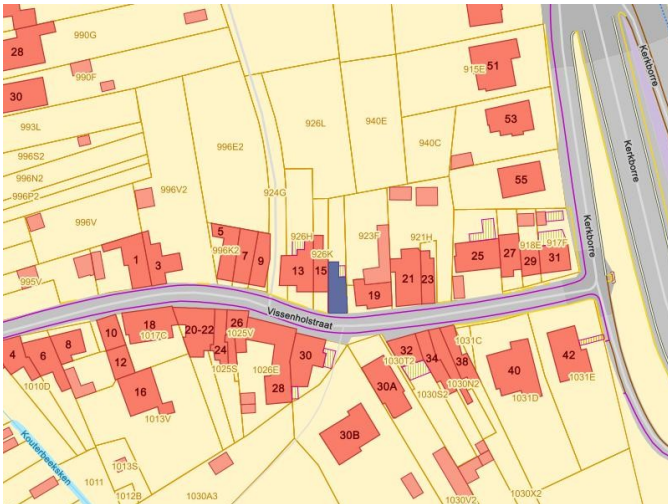 990G
28
990F
30
993L
996S2
996N2
996P2
996V2
996V
995V
996E2
924G
926L
940E
940C
915E
51
53
55
Kerkborre
Kerkborre
Kerkborre
1
3
5
996K2
7
9
926H
926K
13
15
923F
19
921H
21
23
25
27
918E
29
917F
31
Vissenholstraat
4
6
8
1010D
10
12
18
1017C
16
1013V
20-22
24
1025S
26
1025V
1026E
28
30
32
1030T2
34
38
1031C
1030S2
1030N2
30A
30B
40
1031D
42
1031E
Kouterbeeksken
1011
1013S
1012B
1030A3
1030V2
1030X2